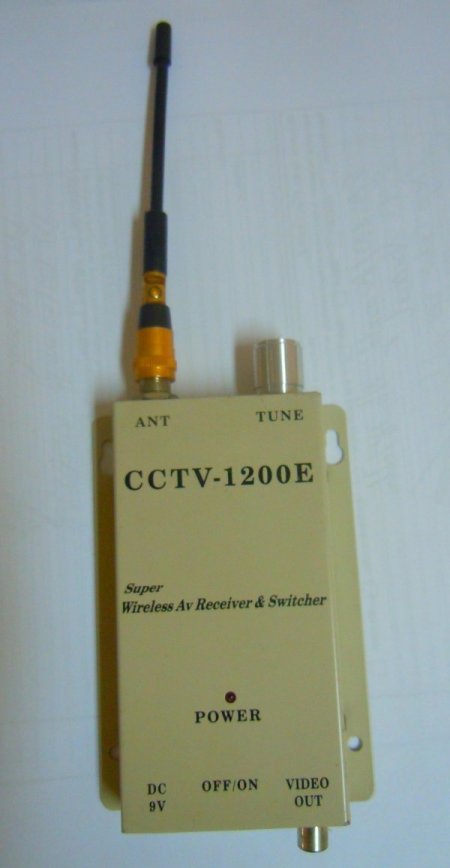 ANT TUNE
CCTV-1200E
Super
Wireless Av Receiver & Switcher
POWER
DC OFF/ON VIDEO
9V OUT